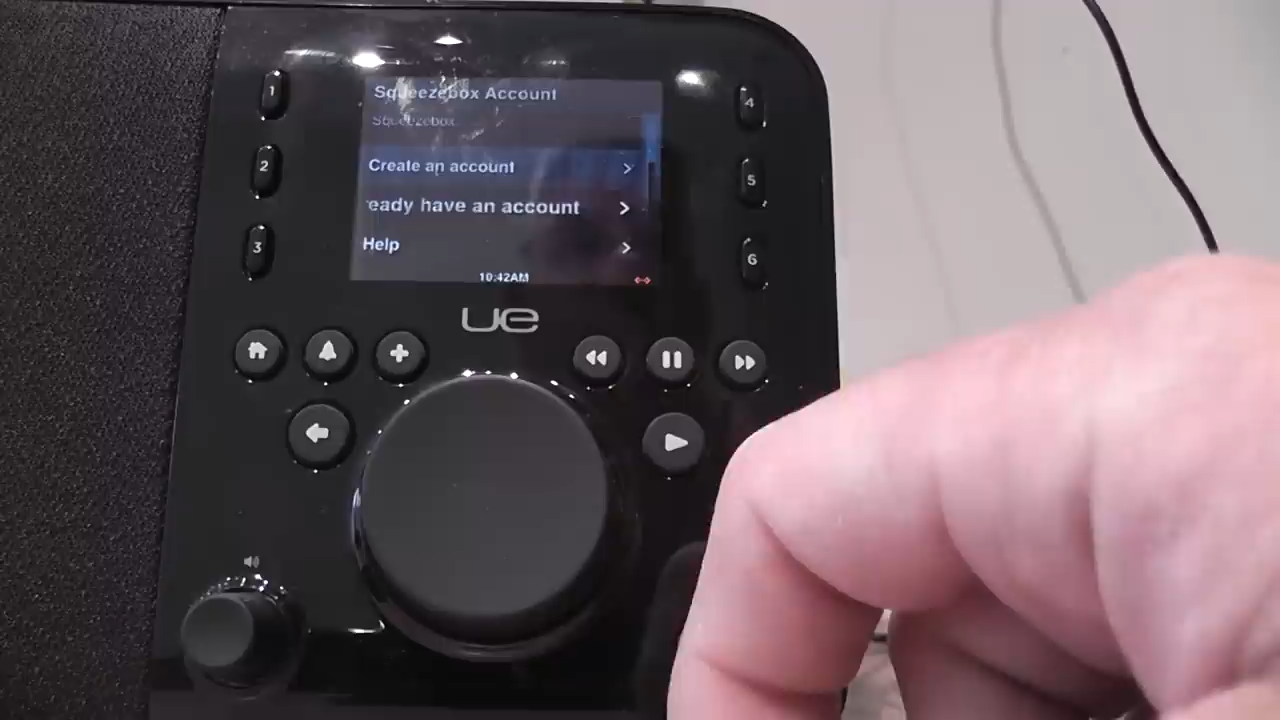 Squeezebox Account
Squeezebox
Create an account
eady have an account
Help
10:42AM
ue
1
2
3
4
5
6